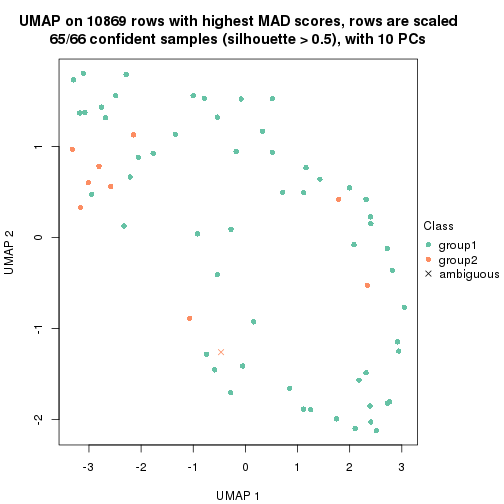 UMAP on 10869 rows with highest MAD scores, rows are scaled
65/66 confident samples (silhouette > 0.5), with 10 PCs
1
0
-1
-2
UMAP 2
-3
-2
-1
0
1
2
3
UMAP 1
Class
group1
group2
ambiguous